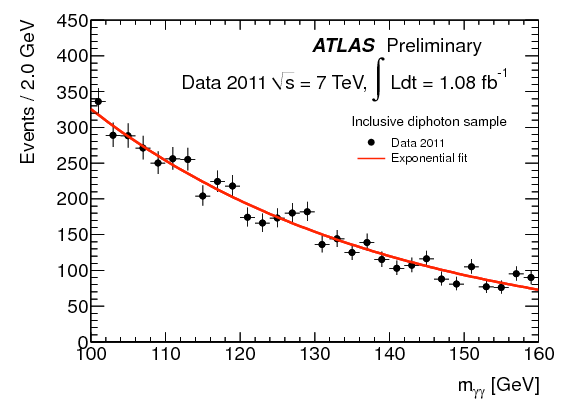 450
400
350
300
250
200
150
100
50
0
Events / 2.0 GeV
ATLAS Preliminary
Data 2011 √s = 7 TeV, ∫ Ldt = 1.08 fb⁻¹
Inclusive diphoton sample
Data 2011
Exponential fit
100 110 120 130 140 150 160
mγγ [GeV]